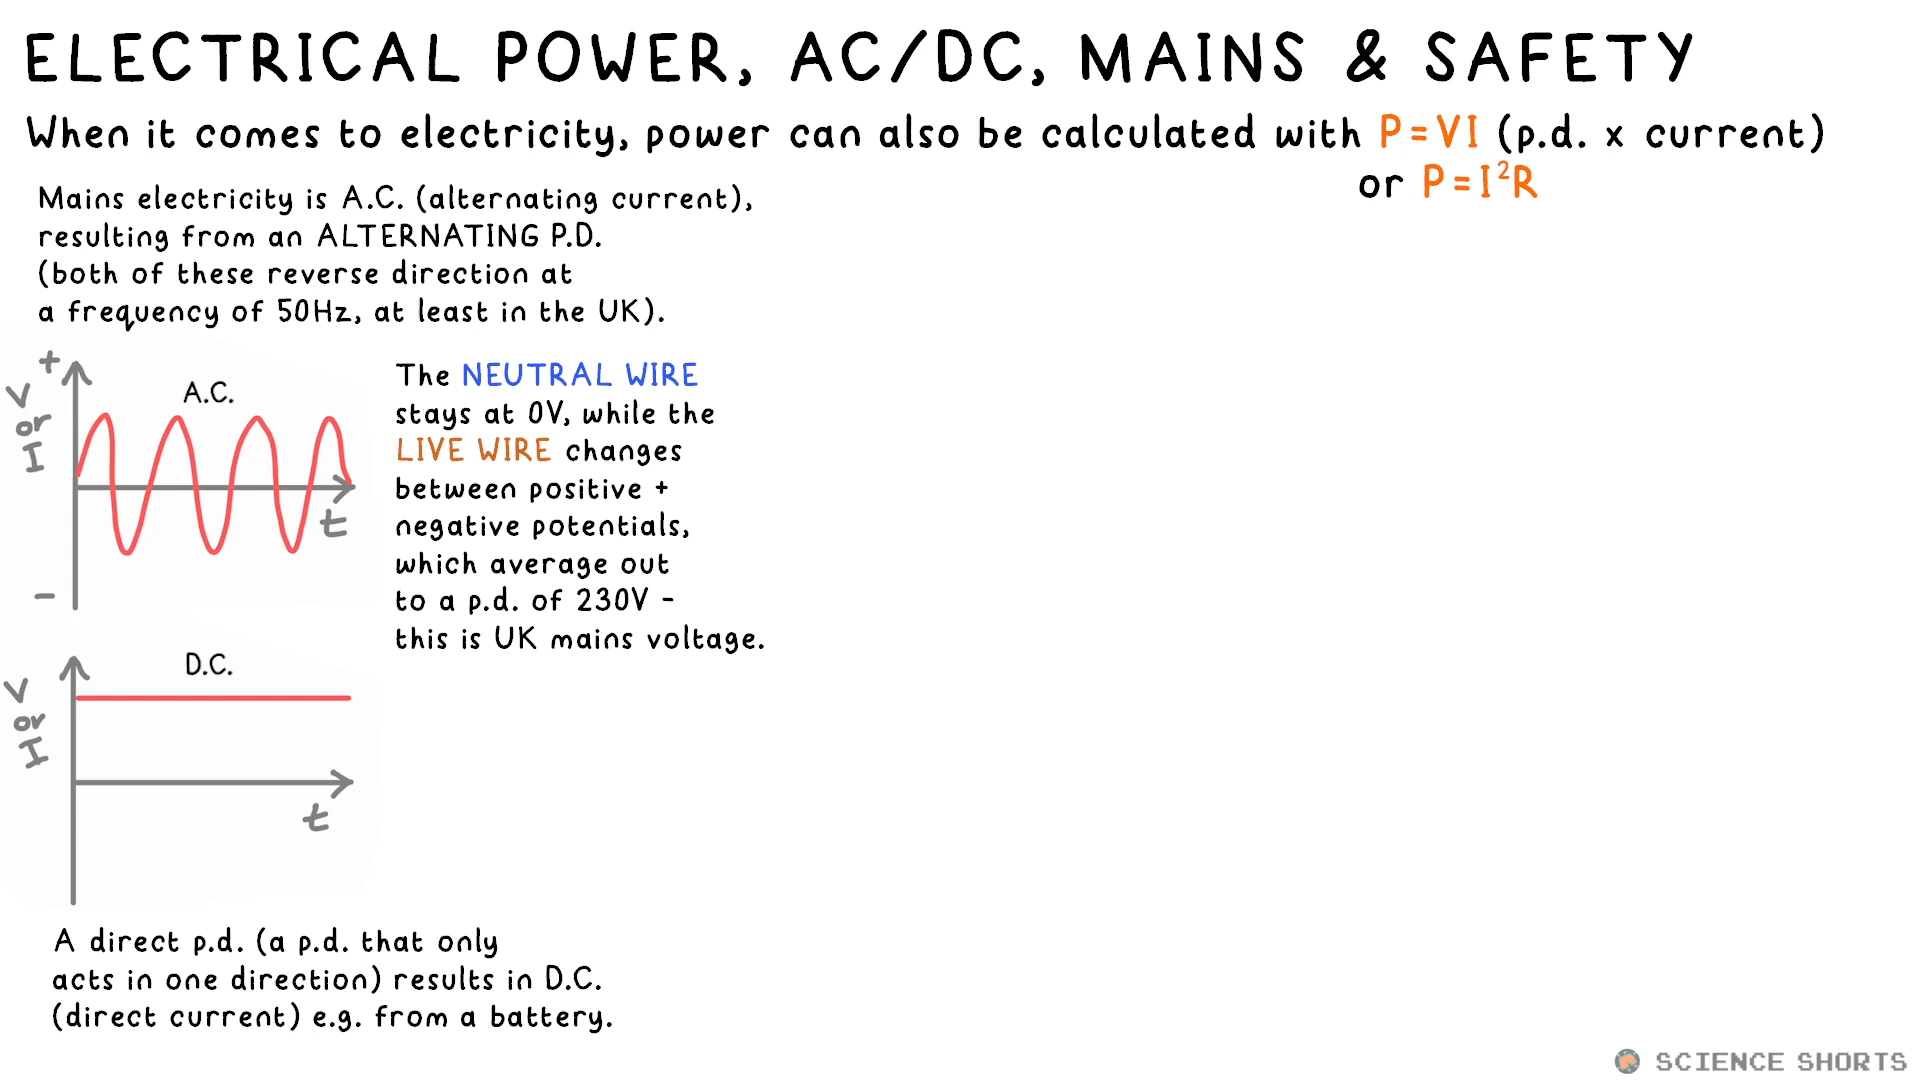 ELECTRICAL POWER, AC/DC, MAINS & SAFETY
When it comes to electricity, power can also be calculated with P=VI (p.d. x current)
or P=I²R
Mains electricity is A.C. (alternating current),
resulting from an ALTERNATING P.D.
(both of these reverse direction at
a frequency of 50Hz, at least in the UK).
+
V or I
A.C.
t
-
The NEUTRAL WIRE
stays at 0V, while the
LIVE WIRE changes
between positive +
negative potentials,
which average out
to a p.d. of 230V -
this is UK mains voltage.
V or I
D.C.
t
A direct p.d. (a p.d. that only
acts in one direction) results in D.C.
(direct current) e.g. from a battery.
SCIENCE SHORTS